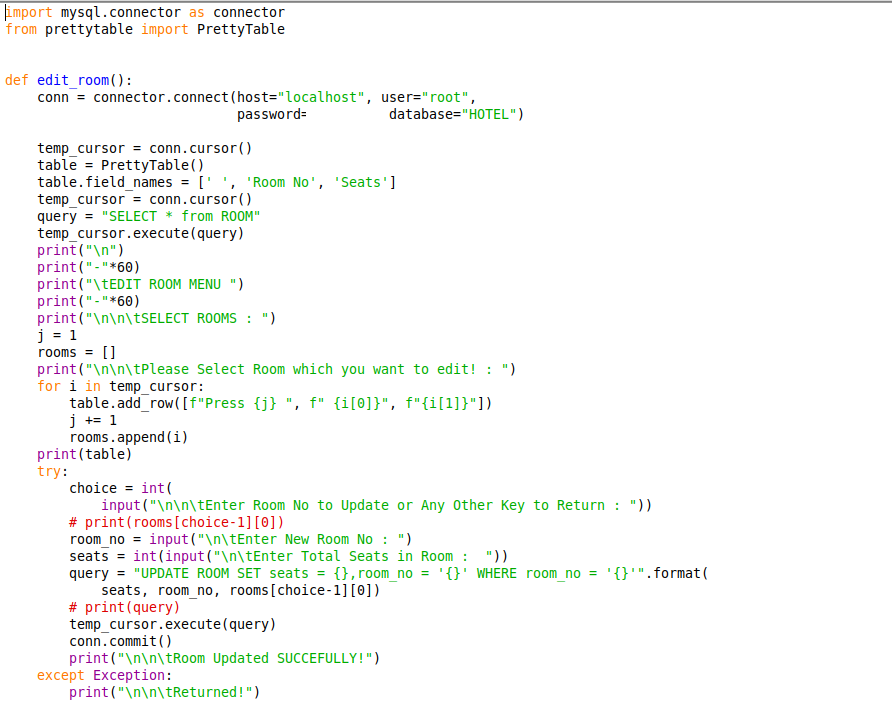 import mysql.connector as connector
from prettytable import PrettyTable
def edit_room():
    conn = connector.connect(host="localhost", user="root",
                             password=          database="HOTEL")
    temp_cursor = conn.cursor()
    table = PrettyTable()
    table.field_names = [' ', 'Room No', 'Seats']
    temp_cursor = conn.cursor()
    query = "SELECT * from ROOM"
    temp_cursor.execute(query)
    print("\n")
    print("-"*60)
    print("\tEDIT ROOM MENU ")
    print("-"*60)
    print("\n\n\tSELECT ROOMS : ")
    j = 1
    rooms = []
    print("\n\n\tPlease Select Room which you want to edit! : ")
    for i in temp_cursor:
        table.add_row([f"Press {j} ", f" {i[0]}", f"{i[1]}"])
        j += 1
        rooms.append(i)
    print(table)
    try:
        choice = int(
            input("\n\n\tEnter Room No to Update or Any Other Key to Return : "))
        # print(rooms[choice-1][0])
        room_no = input("\n\tEnter New Room No : ")
        seats = int(input("\n\tEnter Total Seats in Room :  "))
        query = "UPDATE ROOM SET seats = {},room_no = '{}' WHERE room_no = '{}'".format(
            seats, room_no, rooms[choice-1][0])
        # print(query)
        temp_cursor.execute(query)
        conn.commit()
        print("\n\n\tRoom Updated SUCCEFULLY!")
    except Exception:
        print("\n\n\tReturned!")